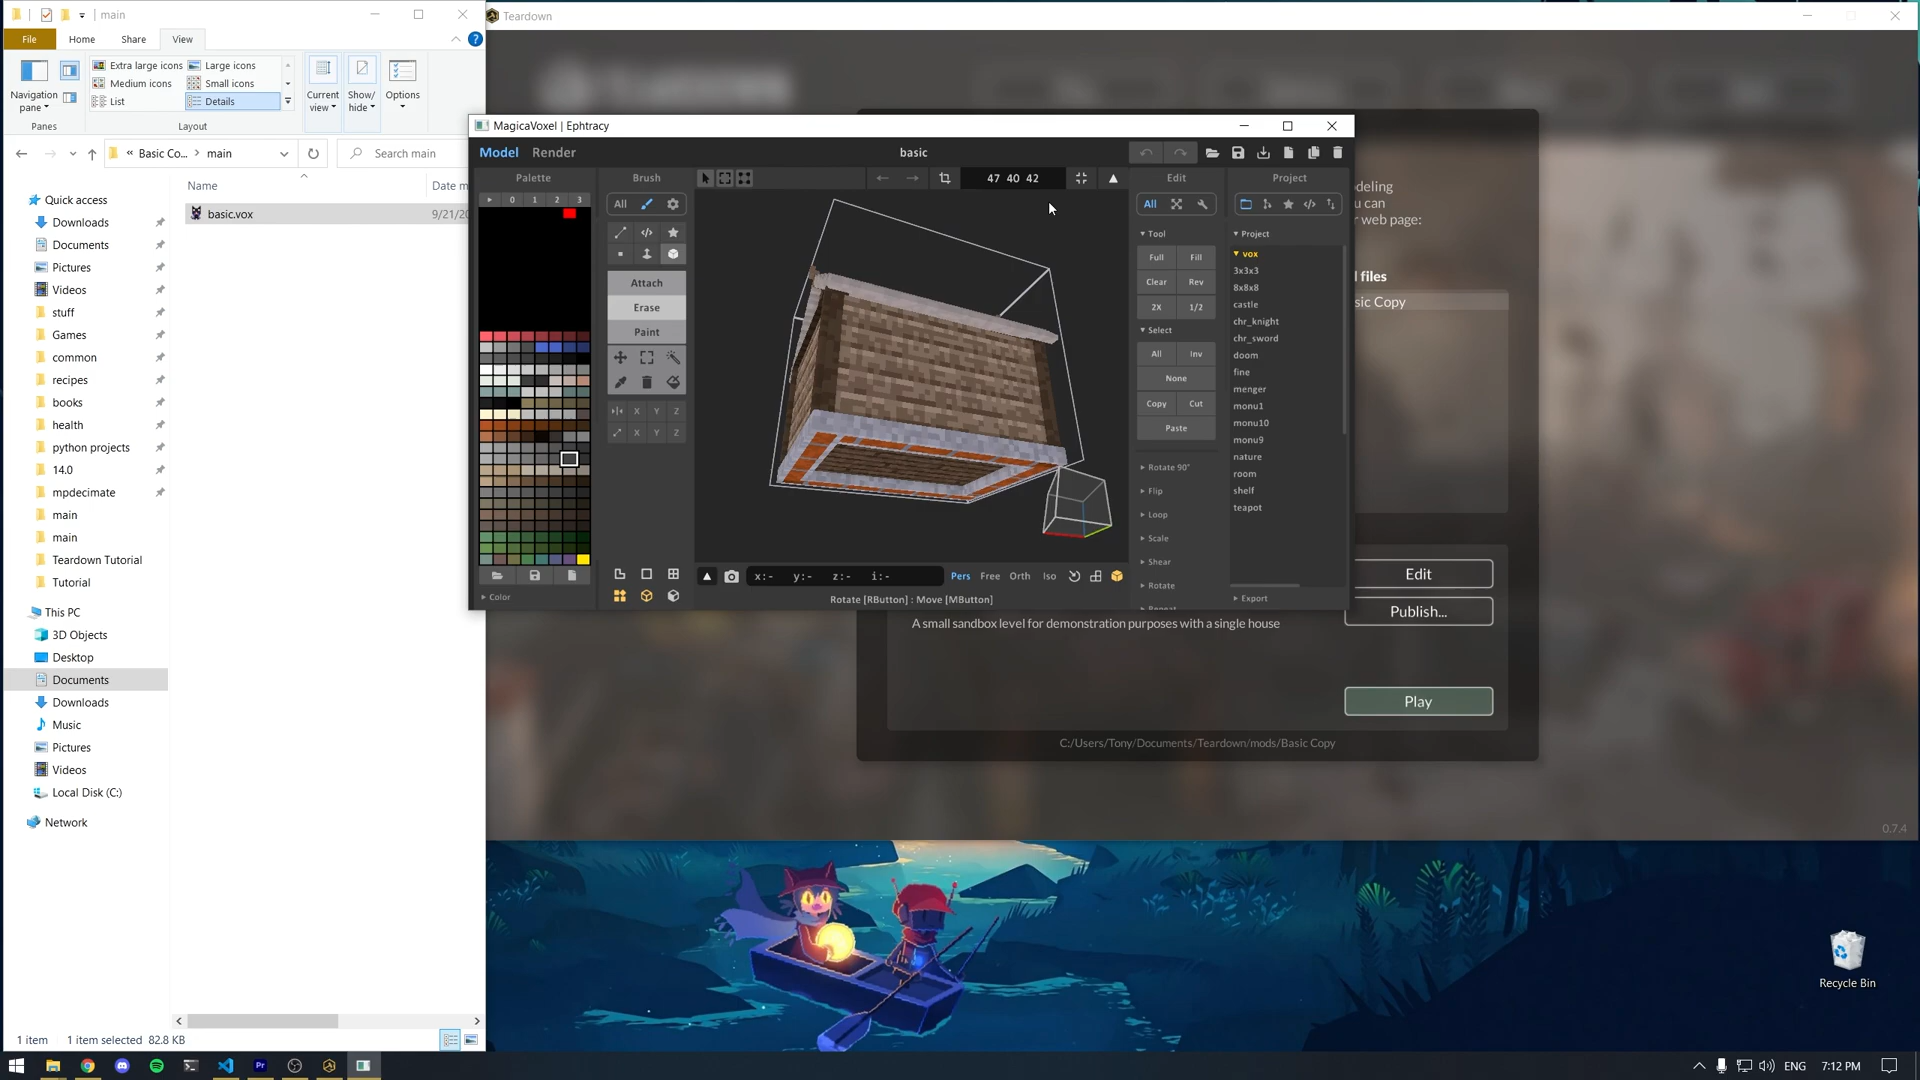 main
File Home Share View
Extra large icons Large icons
Medium icons Small icons
List Details
Navigation pane
Current view
Show/ hide
Options
Panes
Layout
« Basic Co... > main
Search main
Name
Date m
basic.vox
9/21/20
Quick access
Downloads
Documents
Pictures
Videos
stuff
Games
common
recipes
books
health
python projects
14.0
mpdecimate
main
main
Teardown Tutorial
Tutorial
This PC
3D Objects
Desktop
Documents
Downloads
Music
Pictures
Videos
Local Disk (C:)
Network
1 item 1 item selected 82.8 KB
Teardown
MagicaVoxel | Ephtracy
Model Render
basic
Palette
0 1 2 3
Color
Brush
All
Attach
Erase
Paint
X Y Z
X Y Z
47 40 42
x:- y:- z:- i:-
Pers Free Orth Iso
Rotate [RButton] : Move [MButton]
Edit
All
Tool
Full Fill
Clear Rev
2X 1/2
Select
All Inv
None
Copy Cut
Paste
Rotate 90°
Flip
Loop
Scale
Shear
Rotate
Repeat
Project
Project
vox
3x3x3
8x8x8
castle
chr_knight
chr_sword
doom
fine
menger
monu1
monu10
monu9
nature
room
shelf
teapot
Export
deling
u can
r web page:
l files
sic Copy
Edit
Publish...
A small sandbox level for demonstration purposes with a single house
Play
C:/Users/Tony/Documents/Teardown/mods/Basic Copy
0.7.4
Recycle Bin
Pr
ENG 7:12 PM